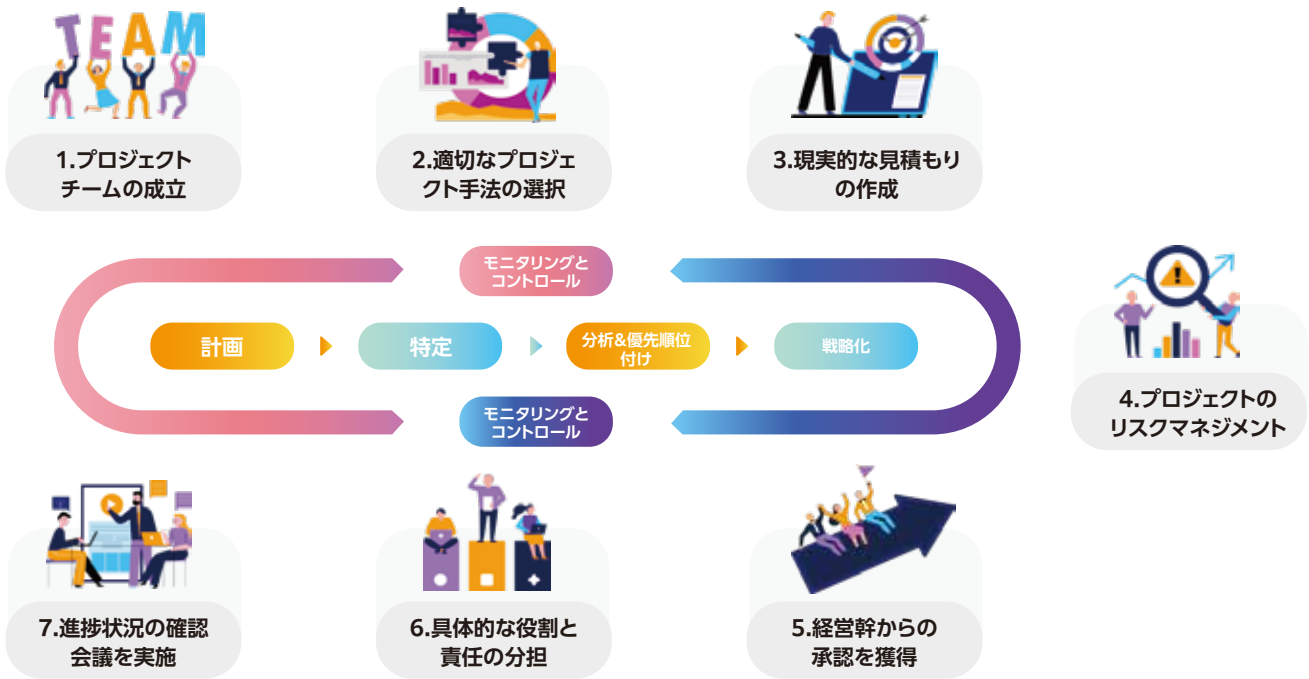 TEAM
1.プロジェクト
チームの成立
2.適切なプロジェ
クト手法の選択
3.現実的な見積もり
の作成
モニタリングと
コントロール
計画
特定
分析&優先順位
付け
戦略化
モニタリングと
コントロール
4.プロジェクトの
リスクマネジメント
7.進捗状況の確認
会議を実施
6.具体的な役割と
責任の分担
5.経営幹からの
承認を獲得